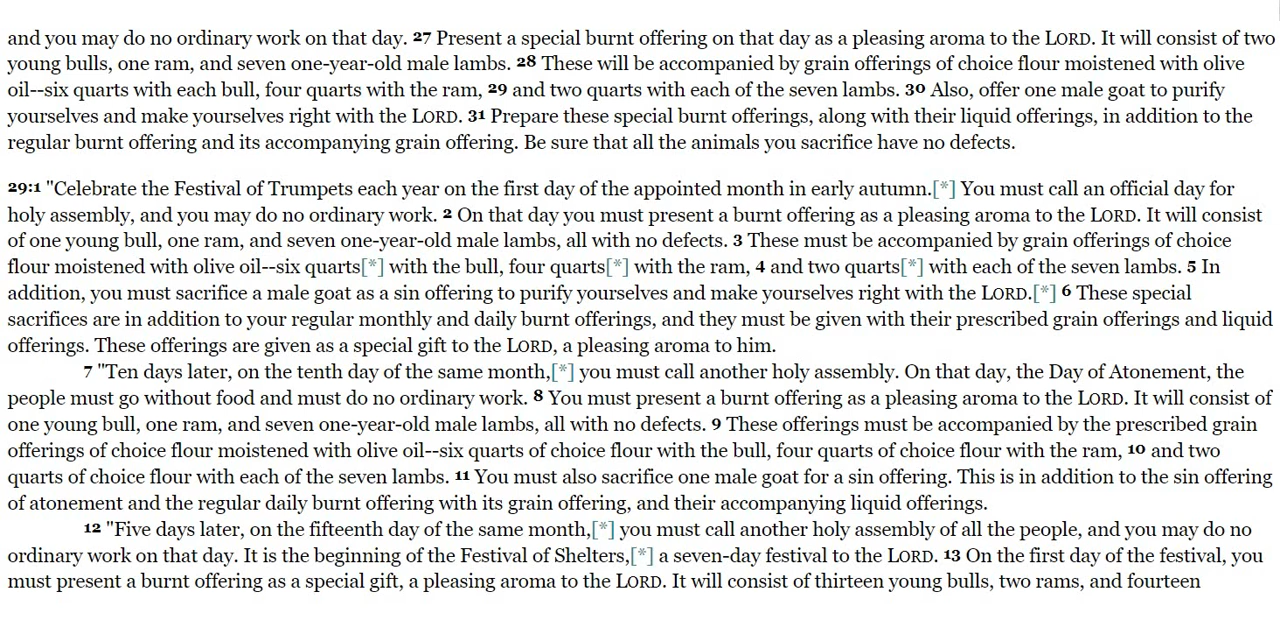 and you may do no ordinary work on that day. 27 Present a special burnt offering on that day as a pleasing aroma to the LORD. It will consist of two
young bulls, one ram, and seven one-year-old male lambs. 28 These will be accompanied by grain offerings of choice flour moistened with olive
oil--six quarts with each bull, four quarts with the ram, 29 and two quarts with each of the seven lambs. 30 Also, offer one male goat to purify
yourselves and make yourselves right with the LORD. 31 Prepare these special burnt offerings, along with their liquid offerings, in addition to the
regular burnt offering and its accompanying grain offering. Be sure that all the animals you sacrifice have no defects.
29:1 "Celebrate the Festival of Trumpets each year on the first day of the appointed month in early autumn.[*] You must call an official day for
holy assembly, and you may do no ordinary work. 2 On that day you must present a burnt offering as a pleasing aroma to the LORD. It will consist
of one young bull, one ram, and seven one-year-old male lambs, all with no defects. 3 These must be accompanied by grain offerings of choice
flour moistened with olive oil--six quarts[*] with the bull, four quarts[*] with the ram, 4 and two quarts[*] with each of the seven lambs. 5 In
addition, you must sacrifice a male goat as a sin offering to purify yourselves and make yourselves right with the LORD.[*] 6 These special
sacrifices are in addition to your regular monthly and daily burnt offerings, and they must be given with their prescribed grain offerings and liquid
offerings. These offerings are given as a special gift to the LORD, a pleasing aroma to him.
7 "Ten days later, on the tenth day of the same month,[*] you must call another holy assembly. On that day, the Day of Atonement, the
people must go without food and must do no ordinary work. 8 You must present a burnt offering as a pleasing aroma to the LORD. It will consist of
one young bull, one ram, and seven one-year-old male lambs, all with no defects. 9 These offerings must be accompanied by the prescribed grain
offerings of choice flour moistened with olive oil--six quarts of choice flour with the bull, four quarts of choice flour with the ram, 10 and two
quarts of choice flour with each of the seven lambs. 11 You must also sacrifice one male goat for a sin offering. This is in addition to the sin offering
of atonement and the regular daily burnt offering with its grain offering, and their accompanying liquid offerings.
12 "Five days later, on the fifteenth day of the same month,[*] you must call another holy assembly of all the people, and you may do no
ordinary work on that day. It is the beginning of the Festival of Shelters,[*] a seven-day festival to the LORD. 13 On the first day of the festival, you
must present a burnt offering as a special gift, a pleasing aroma to the LORD. It will consist of thirteen young bulls, two rams, and fourteen